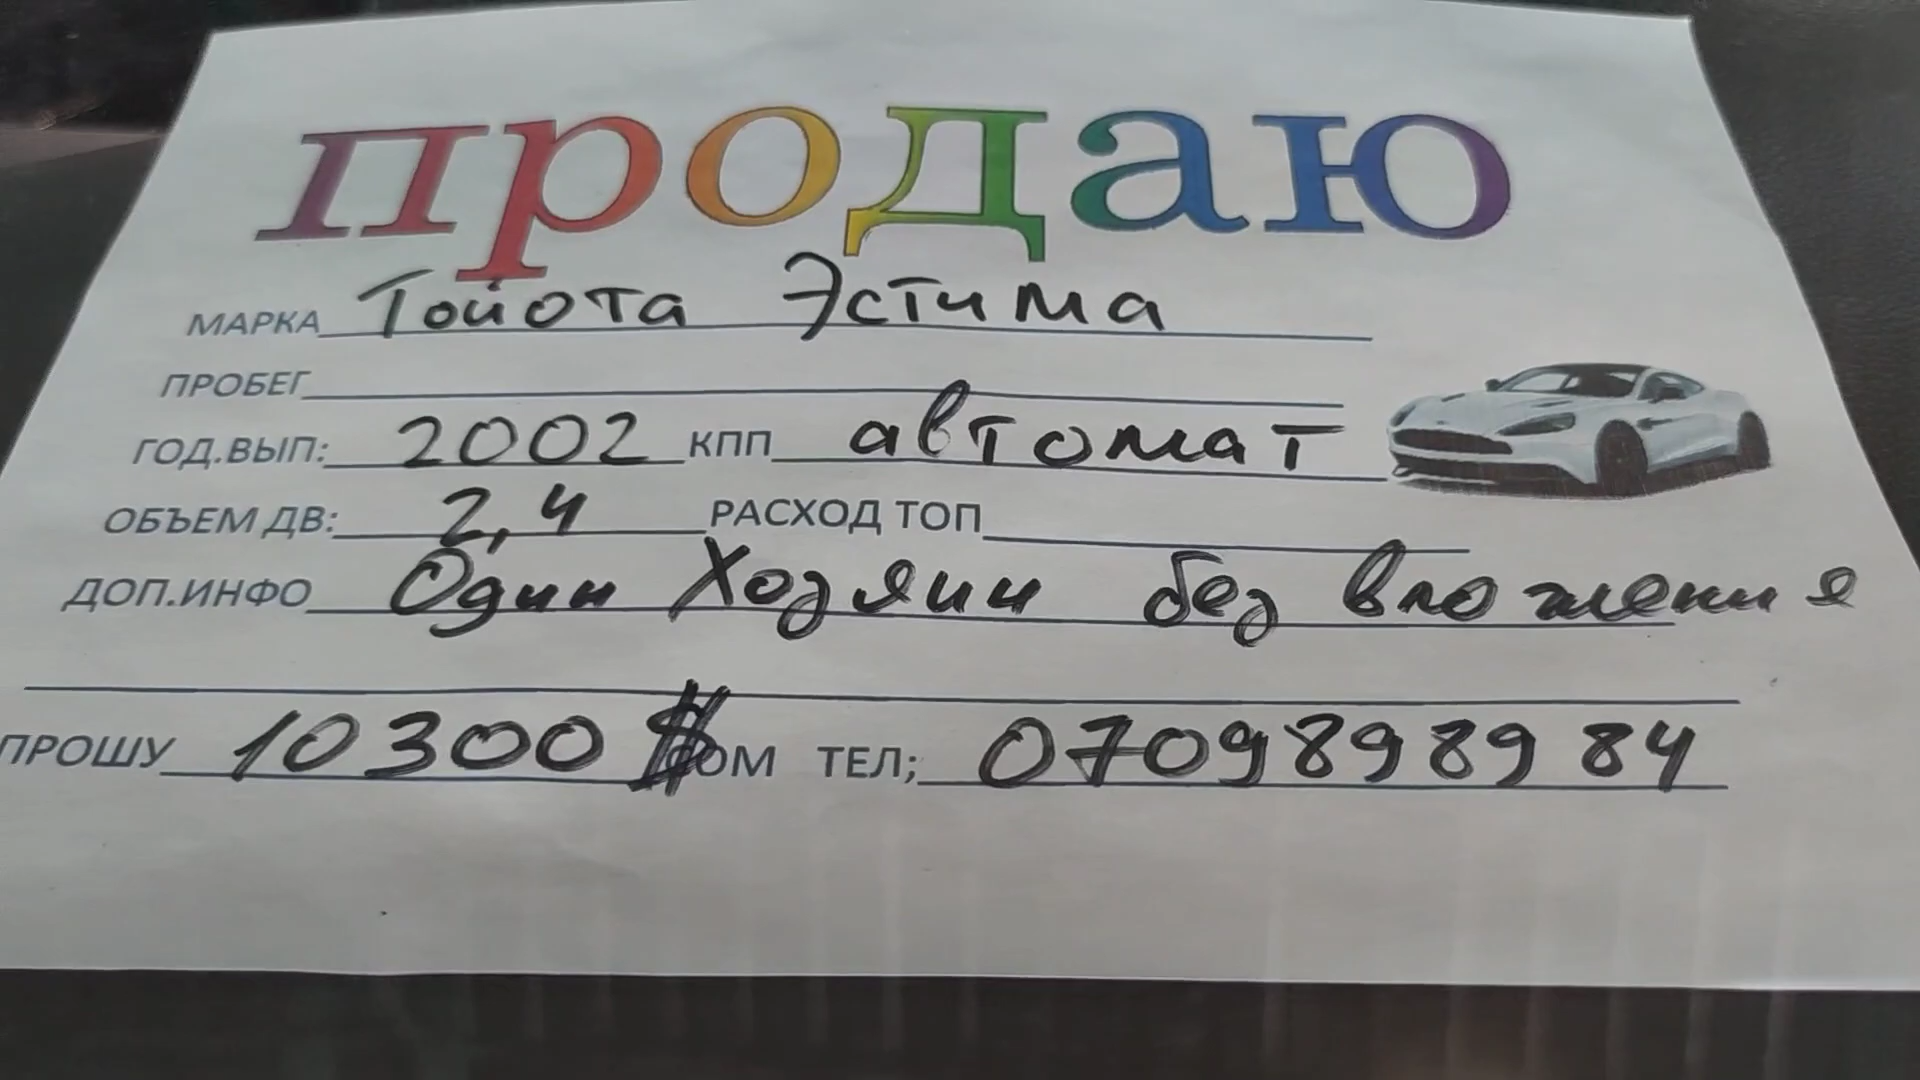 продаю
МАРКА Тойота Эстима
ПРОБЕГ
ГОД.ВЫП: 2002 КПП автомат
ОБЪЕМ ДВ: 2,4 РАСХОД ТОП
ДОП.ИНФО Один Хозяин без вложения
ПРОШУ 10300 $ СОМ ТЕЛ; 0709898984